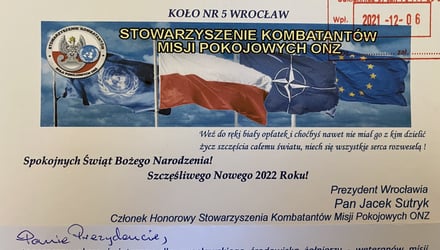 KOŁO NR 5 WROCŁAW
Wpł. 2021 -12- 06
STOWARZYSZENIE KOMBATANTÓW
MISJI POKOJOWYCH ONZ
Weź do ręki biały opłatek i choćbyś nawet nie miał go z kim dzielić
życz szczęścia całemu światu, niech się wszystkie serca rozweselą !
Spokojnych Świąt Bożego Narodzenia!
Szczęśliwego Nowego 2022 Roku!
Prezydent Wrocławia
Pan Jacek Sutryk
Członek Honorowy Stowarzyszenia Kombatantów Misji Pokojowych ONZ
Panie Prezydencie,